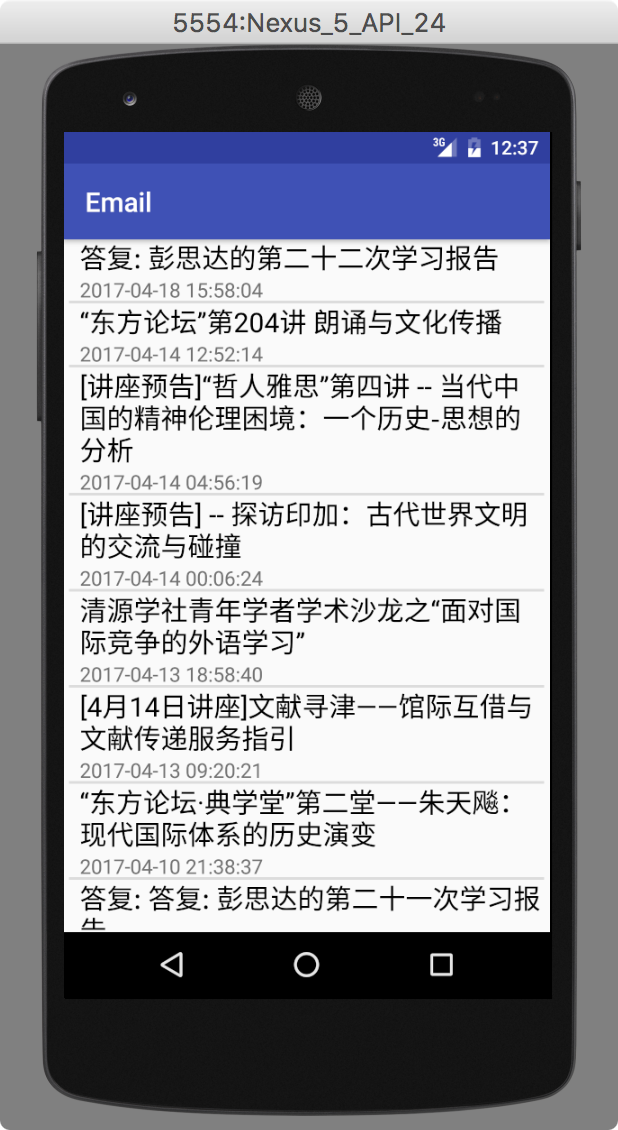 5554:Nexus_5_API_24
3G 12:37
Email
答复: 彭思达的第二十二次学习报告
2017-04-18 15:58:04
“东方论坛”第204讲 朗诵与文化传播
2017-04-14 12:52:14
[讲座预告]“哲人雅思”第四讲 -- 当代中
国的精神伦理困境：一个历史-思想的
分析
2017-04-14 04:56:19
[讲座预告] -- 探访印加：古代世界文明
的交流与碰撞
2017-04-14 00:06:24
清源学社青年学者学术沙龙之“面对国
际竞争的外语学习”
2017-04-13 18:58:40
[4月14日讲座]文献寻津——馆际互借与
文献传递服务指引
2017-04-13 09:20:21
“东方论坛·典学堂”第二堂——朱天飚：
现代国际体系的历史演变
2017-04-10 21:38:37
答复: 答复: 彭思达的第二十一次学习报
告